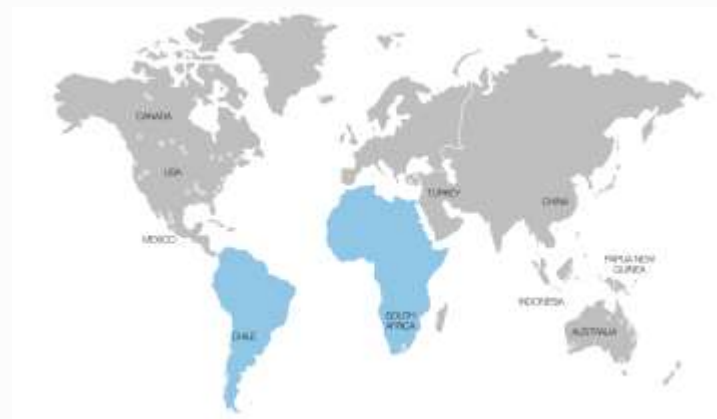 CANADA
USA
MEXICO
TURKEY
CHINA
PAPUA NEW
GUINEA
INDONESIA
SOUTH
AFRICA
CHILE
AUSTRALIA